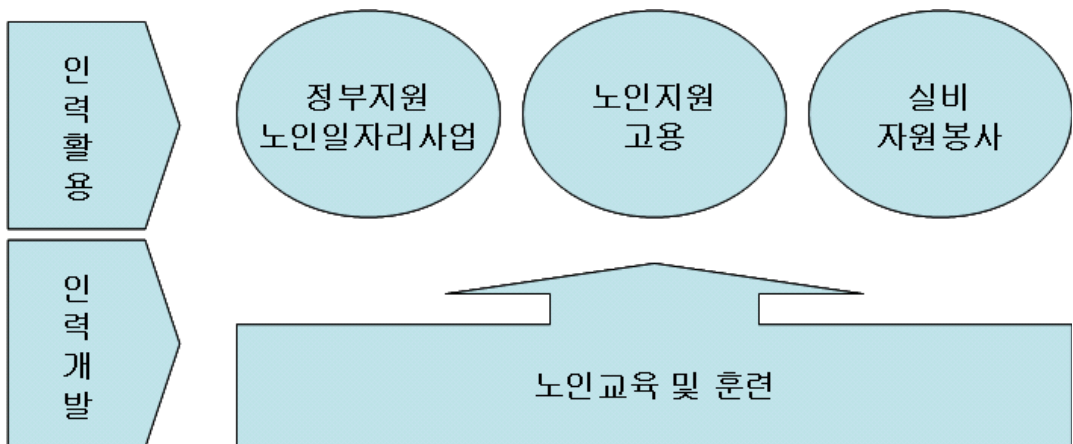 인력활용
정부지원
노인일자리사업
노인지원
고용
실비
자원봉사
인력개발
노인교육 및 훈련